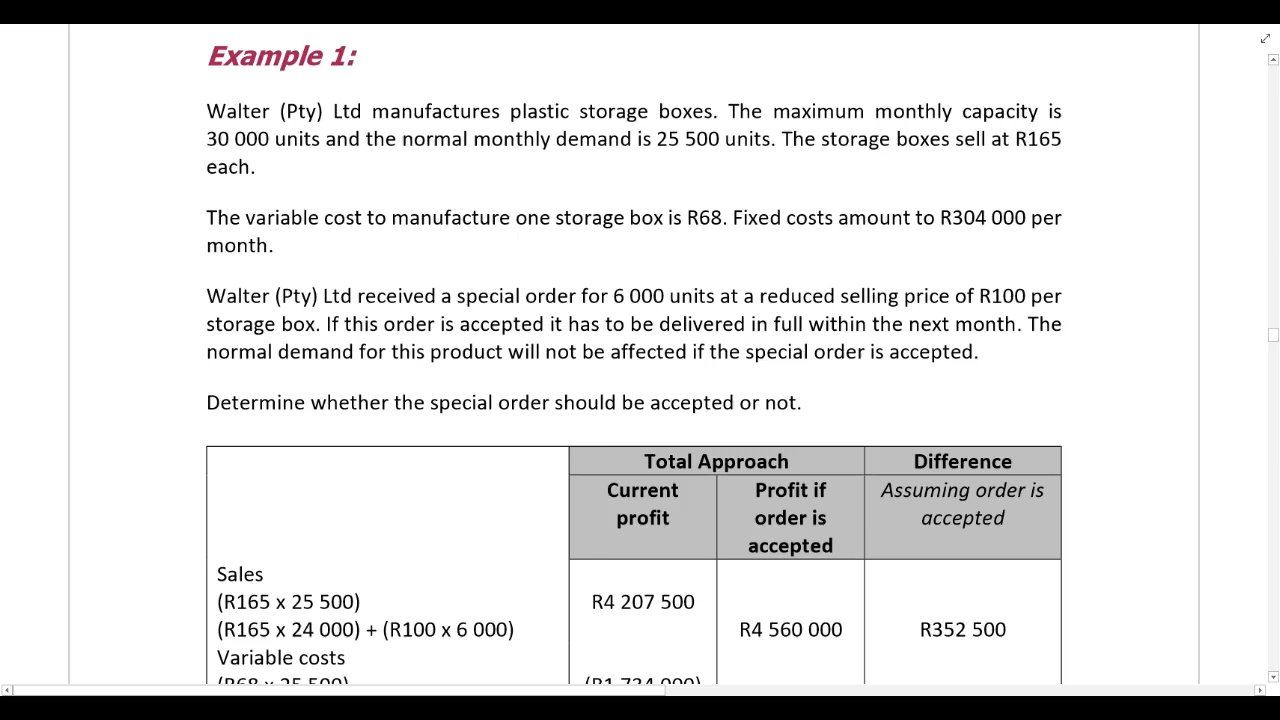 Example 1:
Walter (Pty) Ltd manufactures plastic storage boxes. The maximum monthly capacity is
30 000 units and the normal monthly demand is 25 500 units. The storage boxes sell at R165
each.
The variable cost to manufacture one storage box is R68. Fixed costs amount to R304 000 per
month.
Walter (Pty) Ltd received a special order for 6 000 units at a reduced selling price of R100 per
storage box. If this order is accepted it has to be delivered in full within the next month. The
normal demand for this product will not be affected if the special order is accepted.
Determine whether the special order should be accepted or not.
Total Approach Difference
Current Profit if Assuming order is
profit order is accepted
accepted
Sales
(R165 x 25 500) R4 207 500
(R165 x 24 000) + (R100 x 6 000) R4 560 000 R352 500
Variable costs
(R68 x 25 500) (R1 734 000)